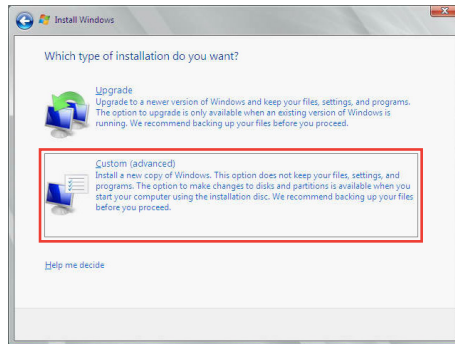 Install Windows
Which type of installation do you want?
Upgrade
Upgrade to a newer version of Windows and keep your files, settings, and programs.
The option to upgrade is only available when an existing version of Windows is
running. We recommend backing up your files before you proceed.
Custom (advanced)
Install a new copy of Windows. This option does not keep your files, settings, and
programs. The option to make changes to disks and partitions is available when you
start your computer using the installation disc. We recommend backing up your files
before you proceed.
Help me decide